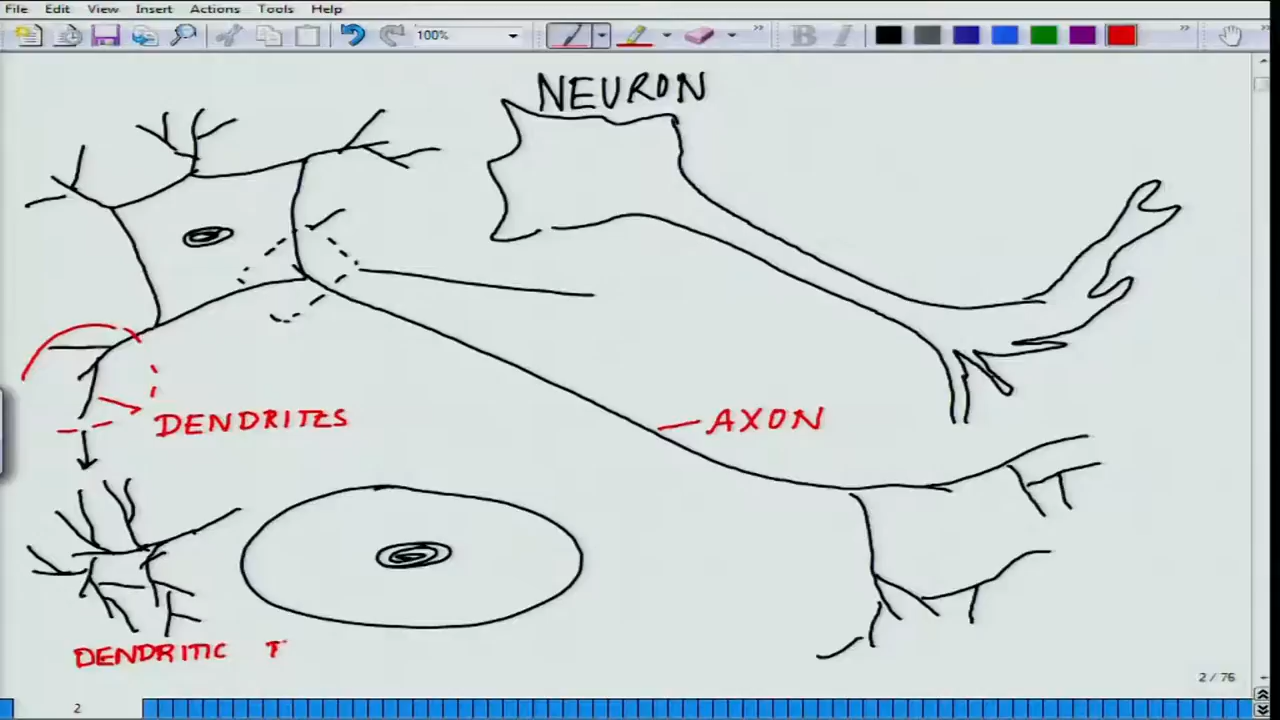 File Edit View Insert Actions Tools Help
100%
B I
NEURON
DENDRITES
AXON
DENDRITIC T
2 / 76
2